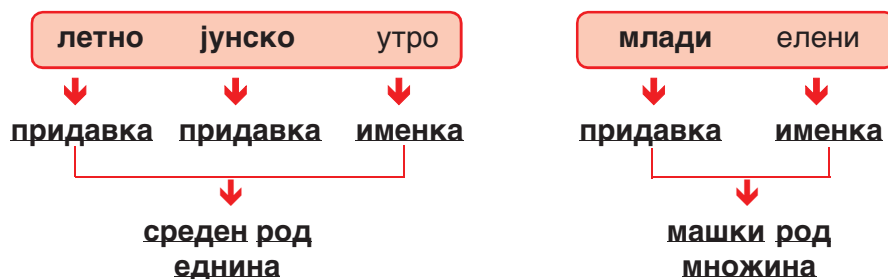 летно јунско утро
придавка придавка именка
среден род
еднина
млади елени
придавка именка
машки род
множина